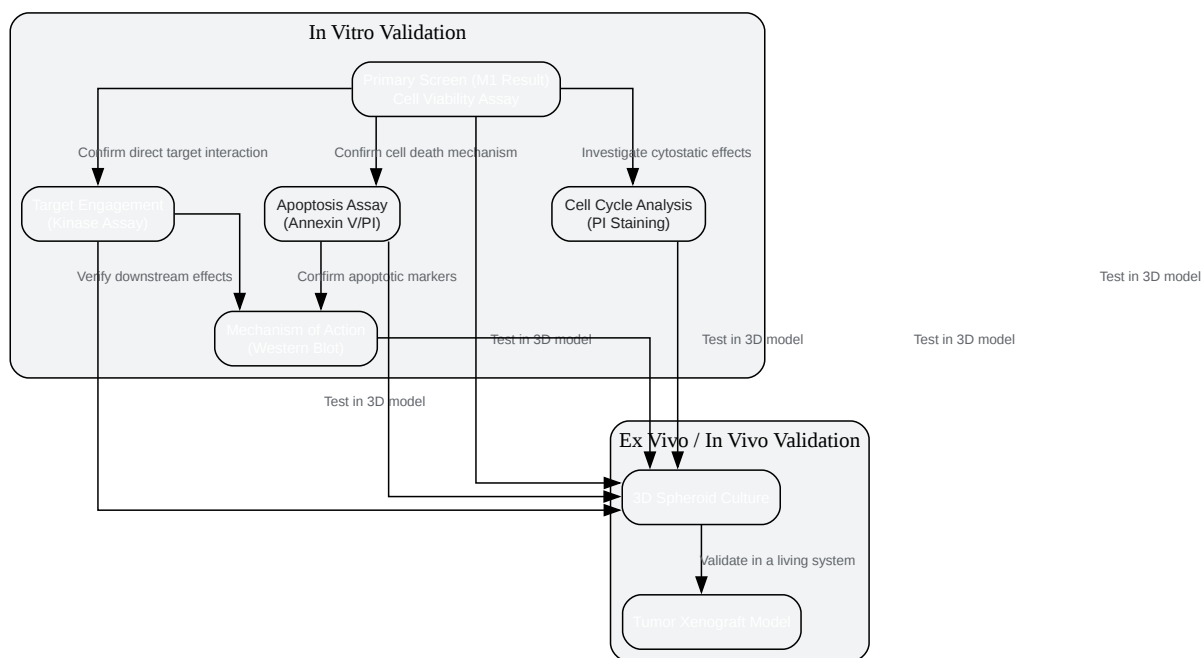 In Vitro Validation
Primary Screen (M1 Result)
Cell Viability Assay
Confirm direct target interaction
Confirm cell death mechanism
Investigate cytostatic effects
Target Engagement
(Kinase Assay)
Apoptosis Assay
(Annexin V/PI)
Cell Cycle Analysis
(PI Staining)
Verify downstream effects
Confirm apoptotic markers
Test in 3D model
Mechanism of Action
(Western Blot)
Test in 3D model
Test in 3D model
Test in 3D model
Test in 3D model
Ex Vivo / In Vivo Validation
3D Spheroid Culture
Validate in a living system
Tumor Xenograft Model